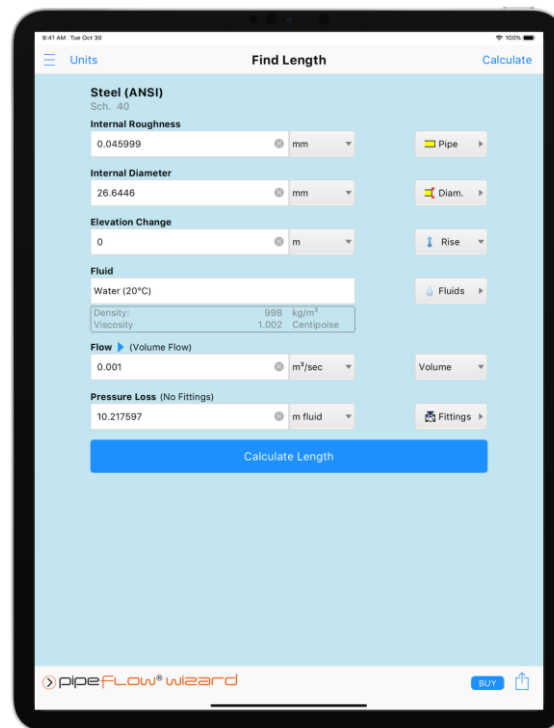 9:41 AM Tue Oct 30 100%
Units Find Length Calculate
Steel (ANSI)
Sch. 40
Internal Roughness
0.045999 mm Pipe
Internal Diameter
26.6446 mm Diam.
Elevation Change
0 m Rise
Fluid
Water (20°C) Fluids
Density: 998 kg/m³
Viscosity 1.002 Centipoise
Flow (Volume Flow)
0.001 m³/sec Volume
Pressure Loss (No Fittings)
10.217597 m fluid Fittings
Calculate Length
pipeFLOW® wizard BUY